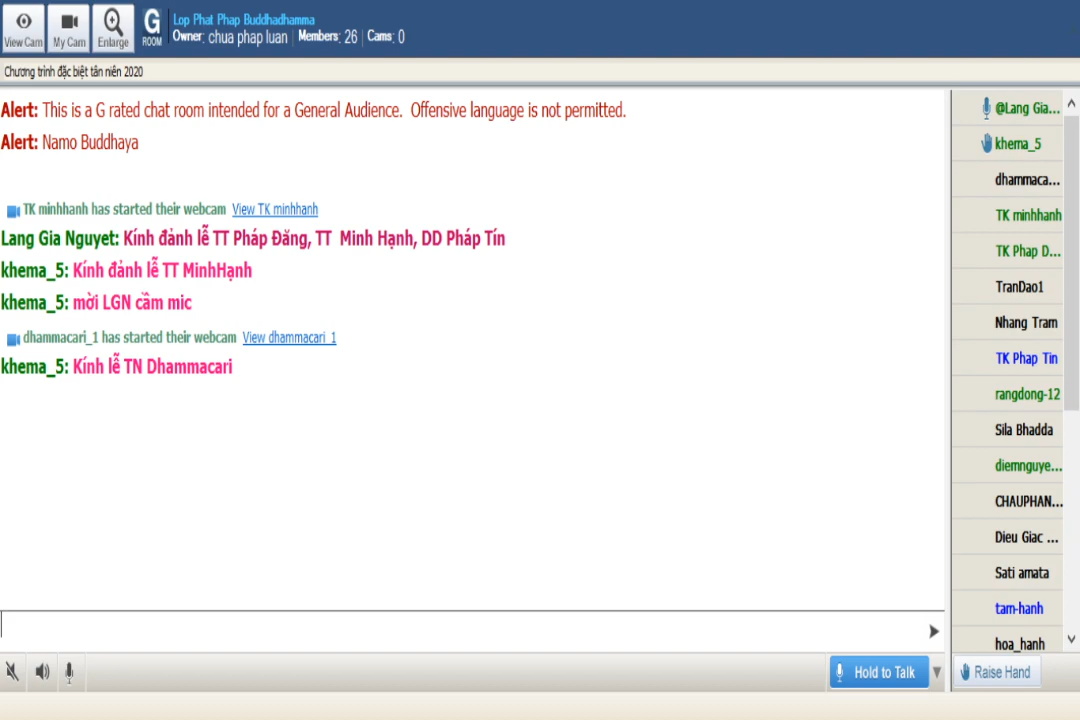 View Cam
My Cam
Enlarge
G
ROOM
Lop Phat Phap Buddhadhamma
Owner: chua phap luan | Members: 26 | Cams: 0
Chương trình đặc biệt tân niên 2020
Alert: This is a G rated chat room intended for a General Audience. Offensive language is not permitted.
Alert: Namo Buddhaya
TK minhhanh has started their webcam View TK minhhanh
Lang Gia Nguyet: Kính đảnh lễ TT Pháp Đăng, TT Minh Hạnh, DD Pháp Tín
khema_5: Kính đảnh lễ TT MinhHạnh
khema_5: mời LGN cầm mic
dhammacari_1 has started their webcam View dhammacari_1
khema_5: Kính lễ TN Dhammacari
@Lang Gia...
khema_5
dhammaca...
TK minhhanh
TK Phap D...
TranDao1
Nhang Tram
TK Phap Tin
rangdong-12
Sila Bhadda
diemnguye...
CHAUPHAN...
Dieu Giac ...
Sati amata
tam-hanh
hoa_hanh
Hold to Talk
Raise Hand